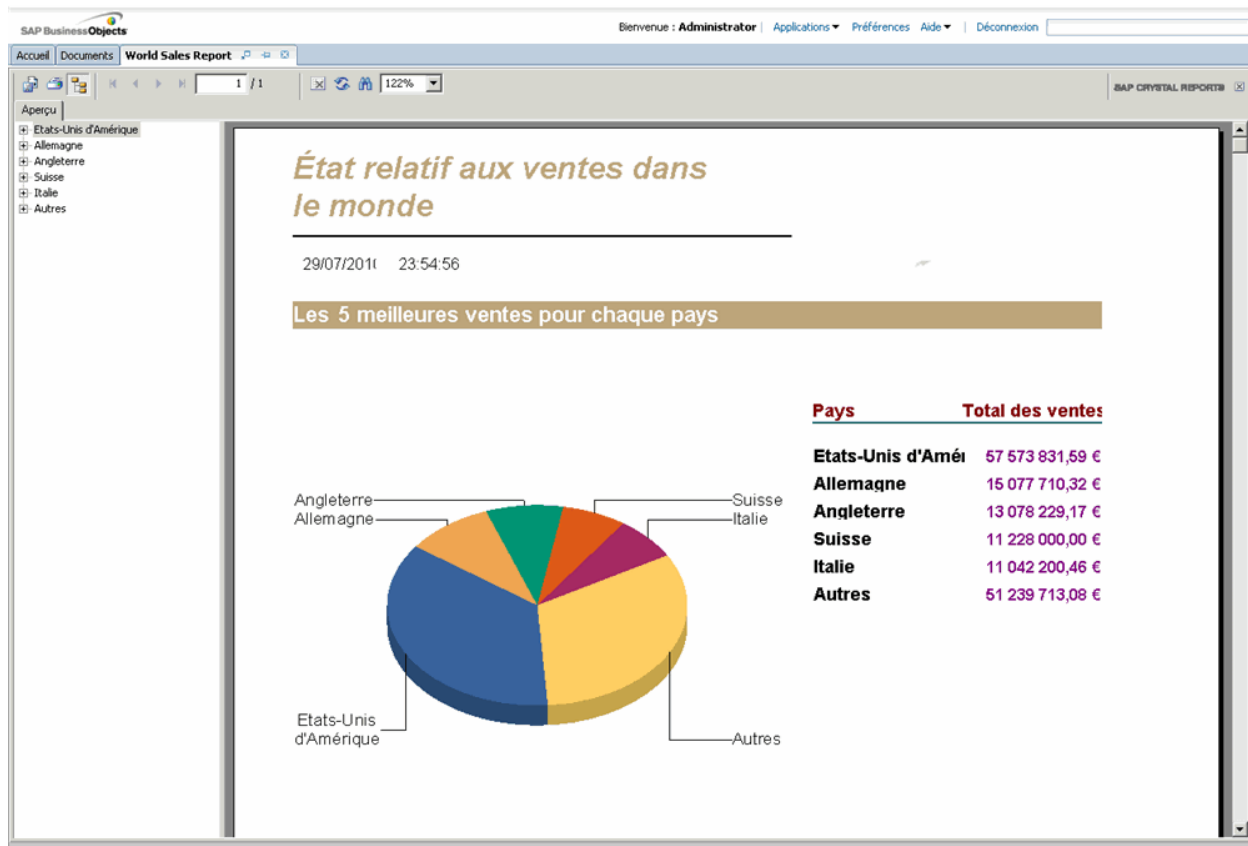 SAP BusinessObjects
Bienvenue : Administrator | Applications Préférences Aide | Déconnexion
Accueil Documents World Sales Report
1 /1 122% SAP CRYSTAL REPORTS
Aperçu
Etats-Unis d'Amérique
Allemagne
Angleterre
Suisse
Italie
Autres
État relatif aux ventes dans
le monde
29/07/201 23:54:56
Les 5 meilleures ventes pour chaque pays
Pays Total des ventes
Etats-Unis d'Amér 57 573 831,59 €
Allemagne 15 077 710,32 €
Angleterre 13 078 229,17 €
Suisse 11 228 000,00 €
Italie 11 042 200,46 €
Autres 51 239 713,08 €
Angleterre
Allemagne
Suisse
Italie
Etats-Unis
d'Amérique
Autres